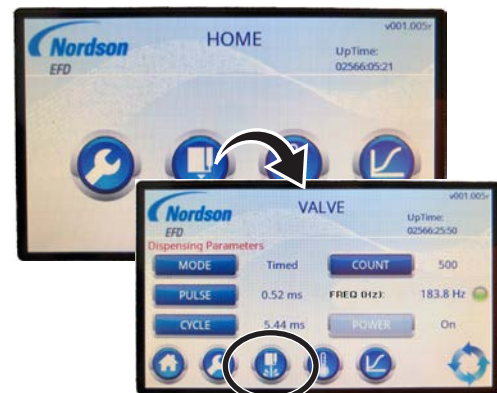 Nordson
EFD
HOME
v001.005r
UpTime:
02566:05:21
Nordson
EFD
VALVE
v001.005r
UpTime:
02566:25:50
Dispensing Parameters
MODE Timed COUNT 500
PULSE 0.52 ms FREQ (Hz): 183.8 Hz
CYCLE 5.44 ms POWER On